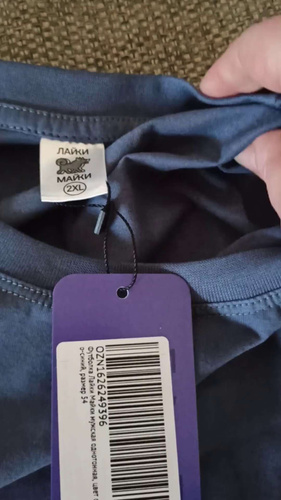 ЛАЙКИ
МАЙКИ
2XL
OZN1626249396
Футболка Лайки Майки мужская однотонная, цвет
о-синий, размер 54